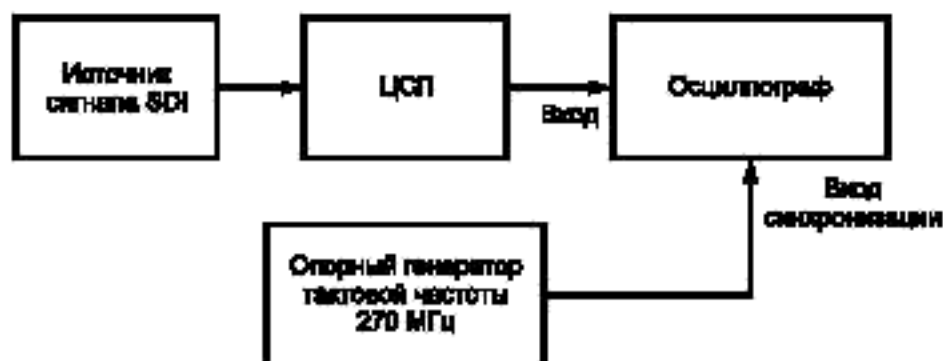 Источник
сигнала SDI
ЦСП
Вход
Осциллограф
Вход
синхронизации
Опорный генератор
тактовой частоты
270 МГц